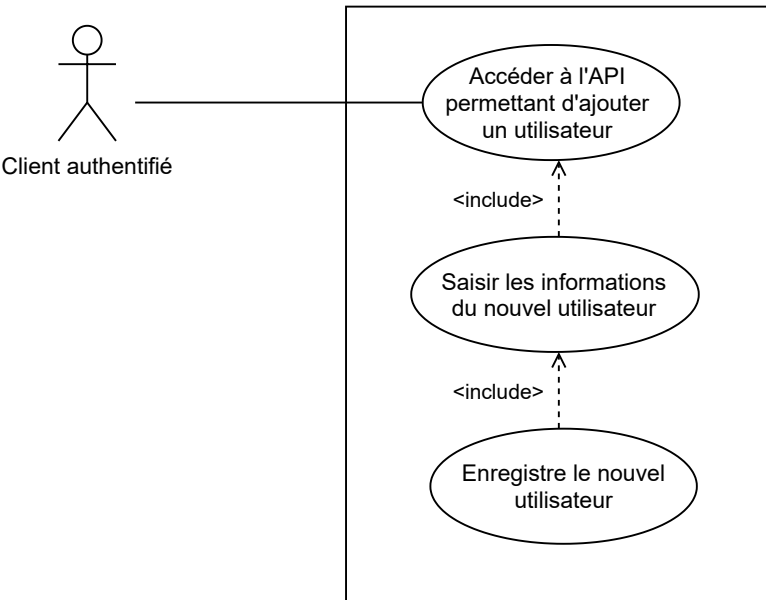 Accéder à l'API
permettant d'ajouter
un utilisateur
Client authentifié
<include>
Saisir les informations
du nouvel utilisateur
<include>
Enregistre le nouvel
utilisateur